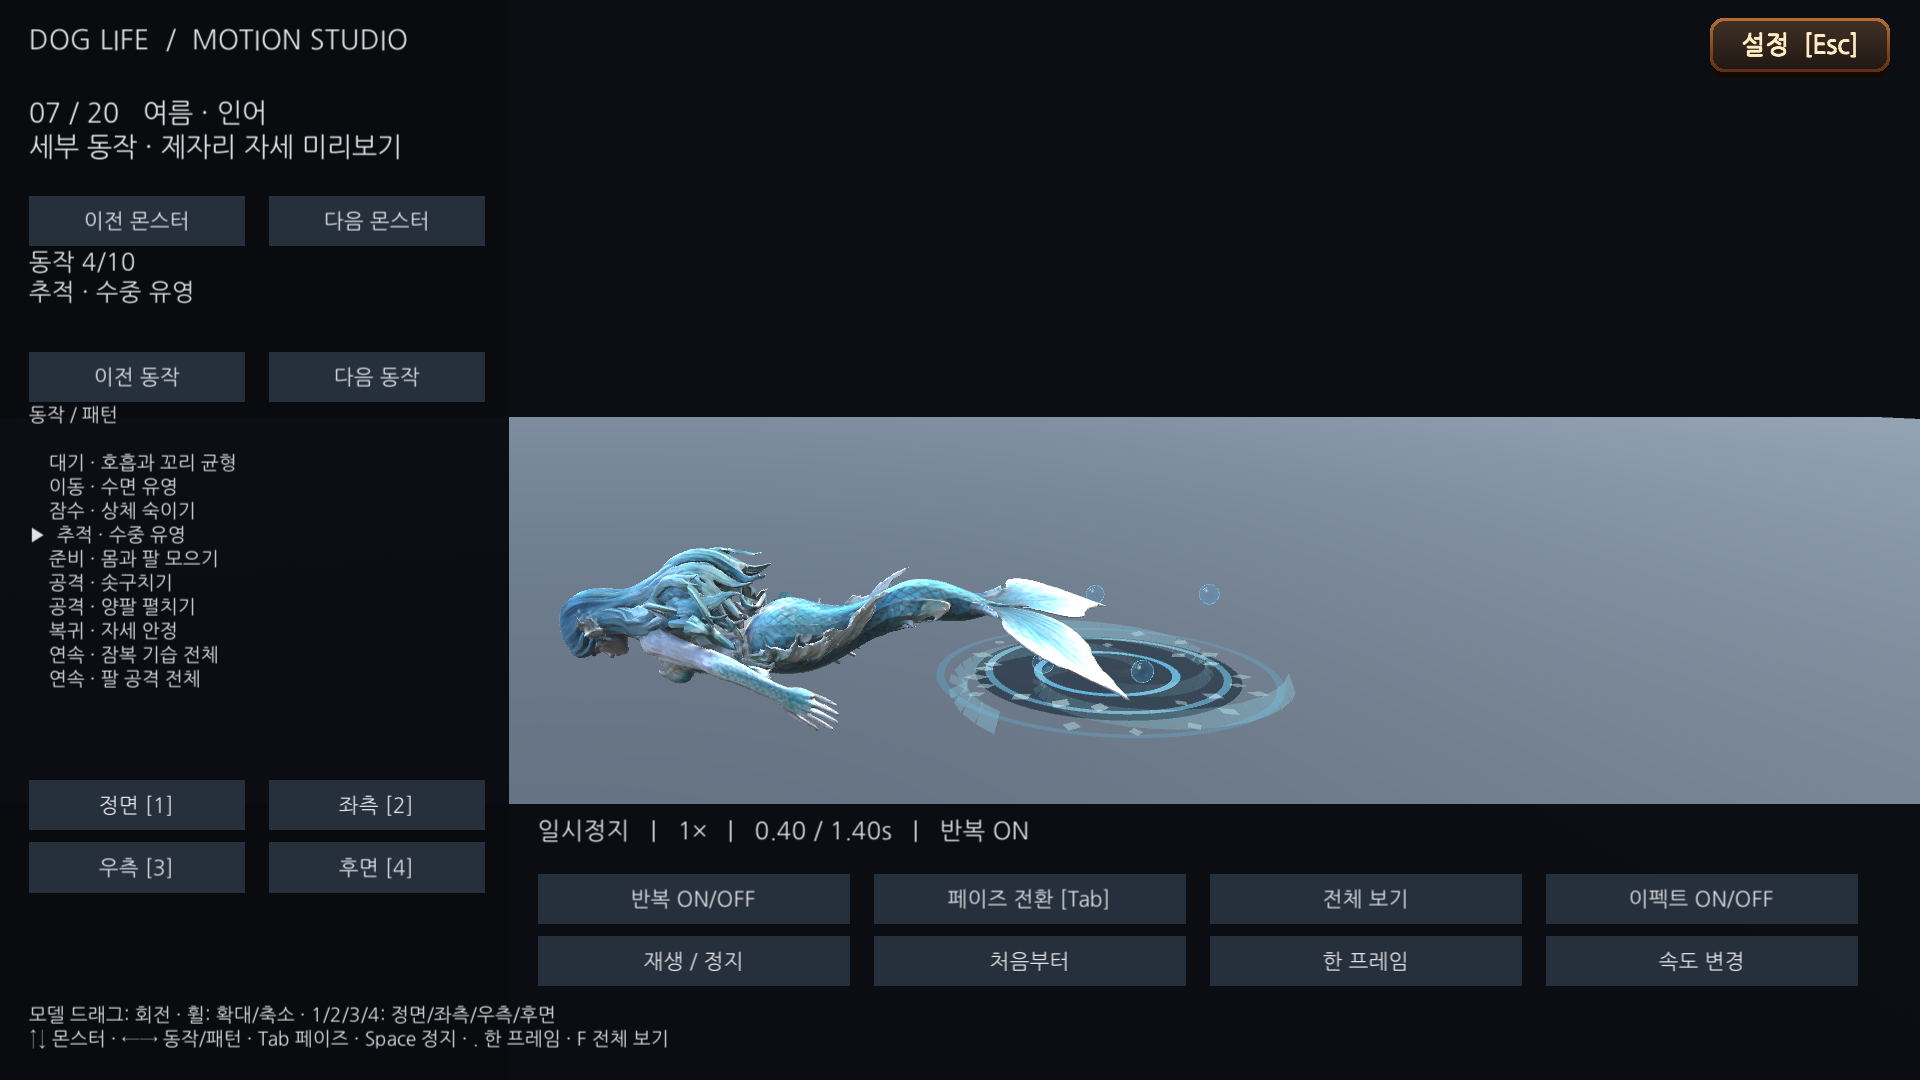 DOG LIFE / MOTION STUDIO
설정 [Esc]
07 / 20 여름 · 인어
세부 동작 · 제자리 자세 미리보기
이전 몬스터
다음 몬스터
동작 4/10
추적 · 수중 유영
이전 동작
다음 동작
동작 / 패턴
대기 · 호흡과 꼬리 균형
이동 · 수면 유영
잠수 · 상체 숙이기
▶ 추적 · 수중 유영
준비 · 몸과 팔 모으기
공격 · 솟구치기
공격 · 양팔 펼치기
복귀 · 자세 안정
연속 · 잠복 기습 전체
연속 · 팔 공격 전체
정면 [1]
좌측 [2]
우측 [3]
후면 [4]
일시정지 | 1× | 0.40 / 1.40s | 반복 ON
반복 ON/OFF
페이즈 전환 [Tab]
전체 보기
이펙트 ON/OFF
재생 / 정지
처음부터
한 프레임
속도 변경
모델 드래그: 회전 · 휠: 확대/축소 · 1/2/3/4: 정면/좌측/우측/후면
↑↓ 몬스터 · ←→ 동작/패턴 · Tab 페이즈 · Space 정지 · . 한 프레임 · F 전체 보기